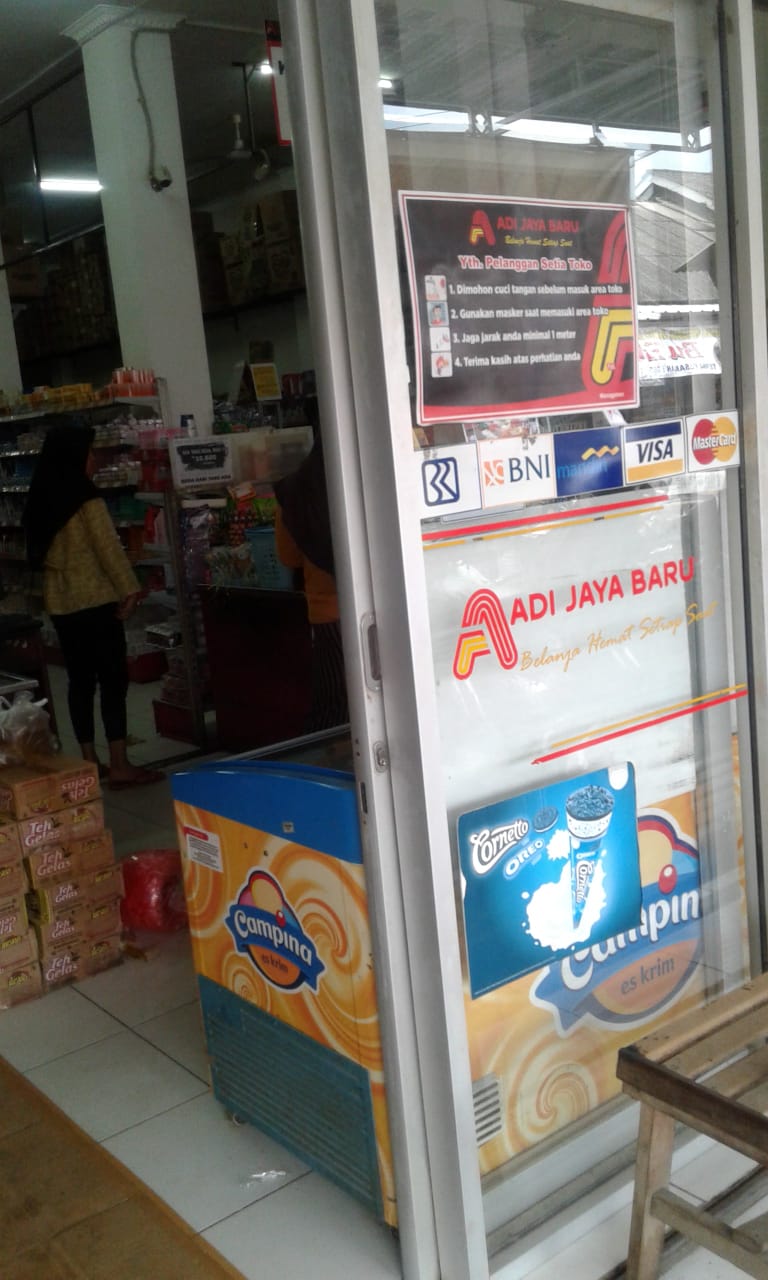 ADI JAYA BARU
Belanja Hemat Setiap Saat
Yth. Pelanggan Setia Toko
1. Dimohon cuci tangan sebelum masuk area toko
2. Gunakan masker saat memasuki area toko
3. Jaga jarak anda minimal 1 meter
4. Terima kasih atas perhatian anda
BNI
mandiri
VISA
MasterCard
ADI JAYA BARU
Belanja Hemat Setiap Saat
Cornetto
OREO
Cornetto
Campina
es krim
Campina
es krim
Teh
Gelas
Teh
Gelas
Teh
Gelas